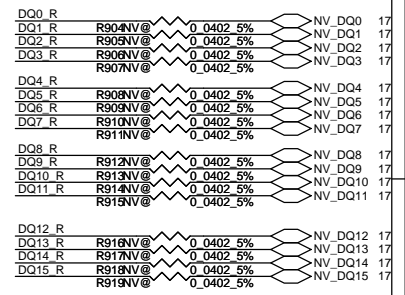 DQ0_R R904NV@ 0_0402_5% NV_DQ0 17
DQ1_R R905NV@ 0_0402_5% NV_DQ1 17
DQ2_R R906NV@ 0_0402_5% NV_DQ2 17
DQ3_R R907NV@ 0_0402_5% NV_DQ3 17
DQ4_R R908NV@ 0_0402_5% NV_DQ4 17
DQ5_R R909NV@ 0_0402_5% NV_DQ5 17
DQ6_R R910NV@ 0_0402_5% NV_DQ6 17
DQ7_R R911NV@ 0_0402_5% NV_DQ7 17
DQ8_R R912NV@ 0_0402_5% NV_DQ8 17
DQ9_R R913NV@ 0_0402_5% NV_DQ9 17
DQ10_R R914NV@ 0_0402_5% NV_DQ10 17
DQ11_R R915NV@ 0_0402_5% NV_DQ11 17
DQ12_R R916NV@ 0_0402_5% NV_DQ12 17
DQ13_R R917NV@ 0_0402_5% NV_DQ13 17
DQ14_R R918NV@ 0_0402_5% NV_DQ14 17
DQ15_R R919NV@ 0_0402_5% NV_DQ15 17